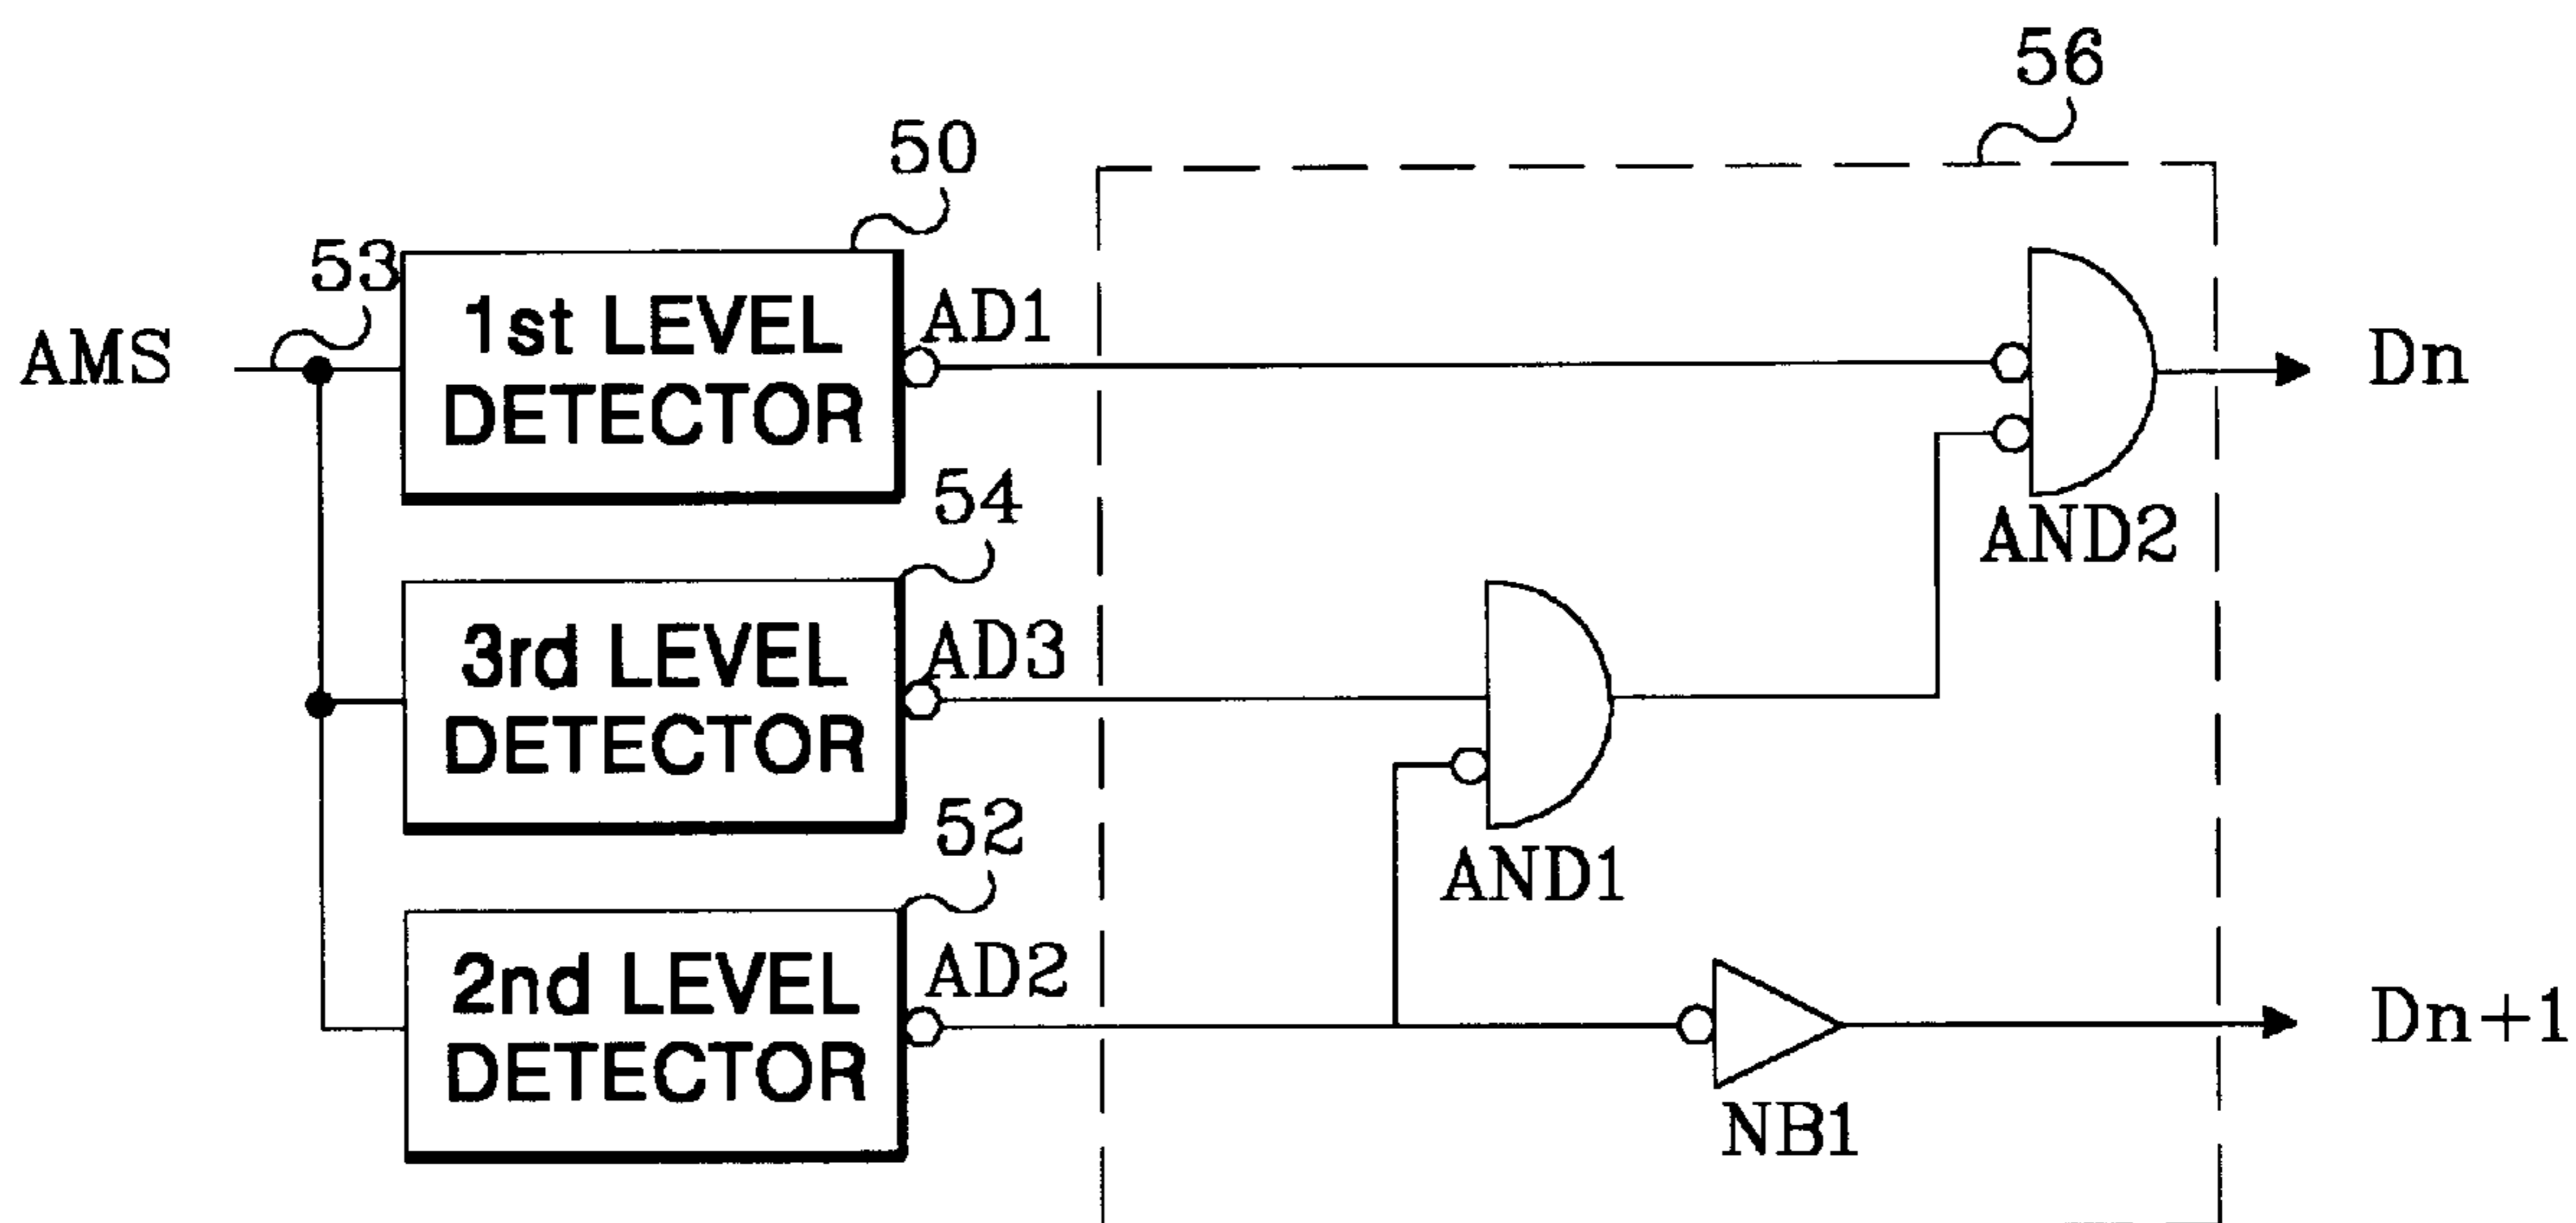 56
50
53
1st LEVEL
DETECTOR
AD1
AMS
Dn
54
AND2
3rd LEVEL
DETECTOR
AD3
52
AND1
2nd LEVEL
DETECTOR
AD2
Dn+1
NB1